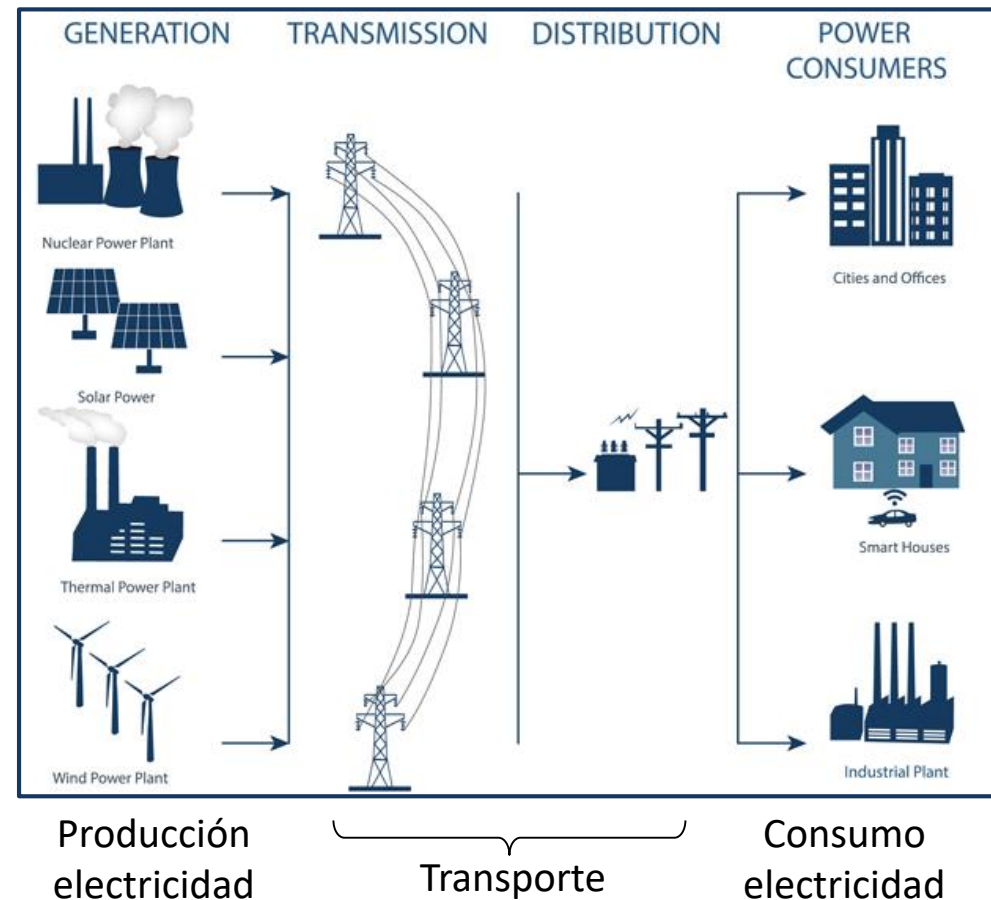 GENERATION
TRANSMISSION
DISTRIBUTION
POWER
CONSUMERS
Nuclear Power Plant
Solar Power
Thermal Power Plant
Wind Power Plant
Cities and Offices
Smart Houses
Industrial Plant
Producción
electricidad
Transporte
Consumo
electricidad